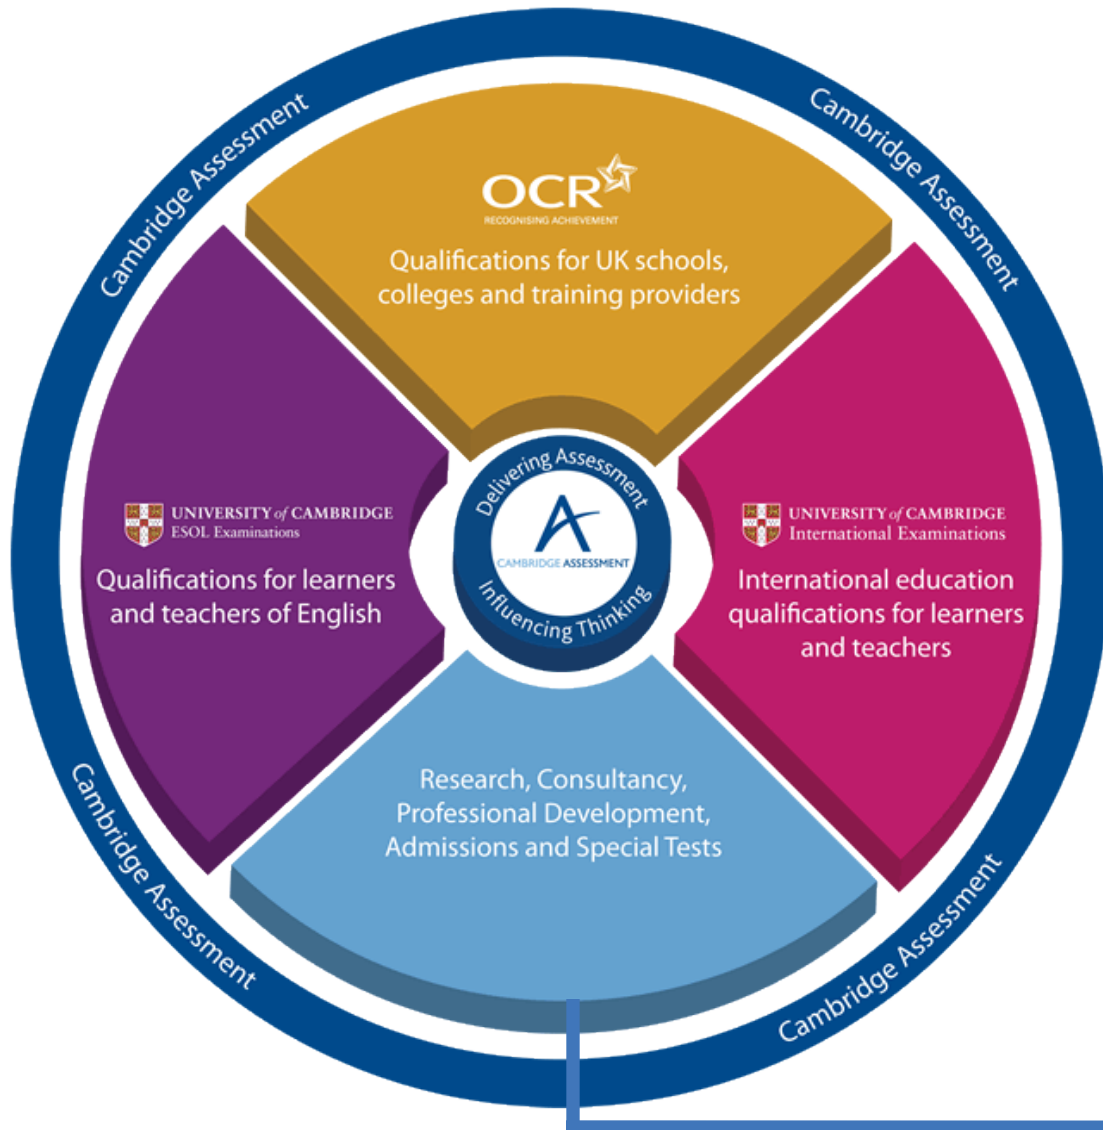 Cambridge Assessment
Cambridge Assessment
OCR
RECOGNISING ACHIEVEMENT
Qualifications for UK schools,
colleges and training providers
UNIVERSITY of CAMBRIDGE
ESOL Examinations
Qualifications for learners
and teachers of English
Delivering Assessment
CAMBRIDGE ASSESSMENT
Influencing Thinking
UNIVERSITY of CAMBRIDGE
International Examinations
International education
qualifications for learners
and teachers
Research, Consultancy,
Professional Development,
Admissions and Special Tests
Cambridge Assessment
Cambridge Assessment